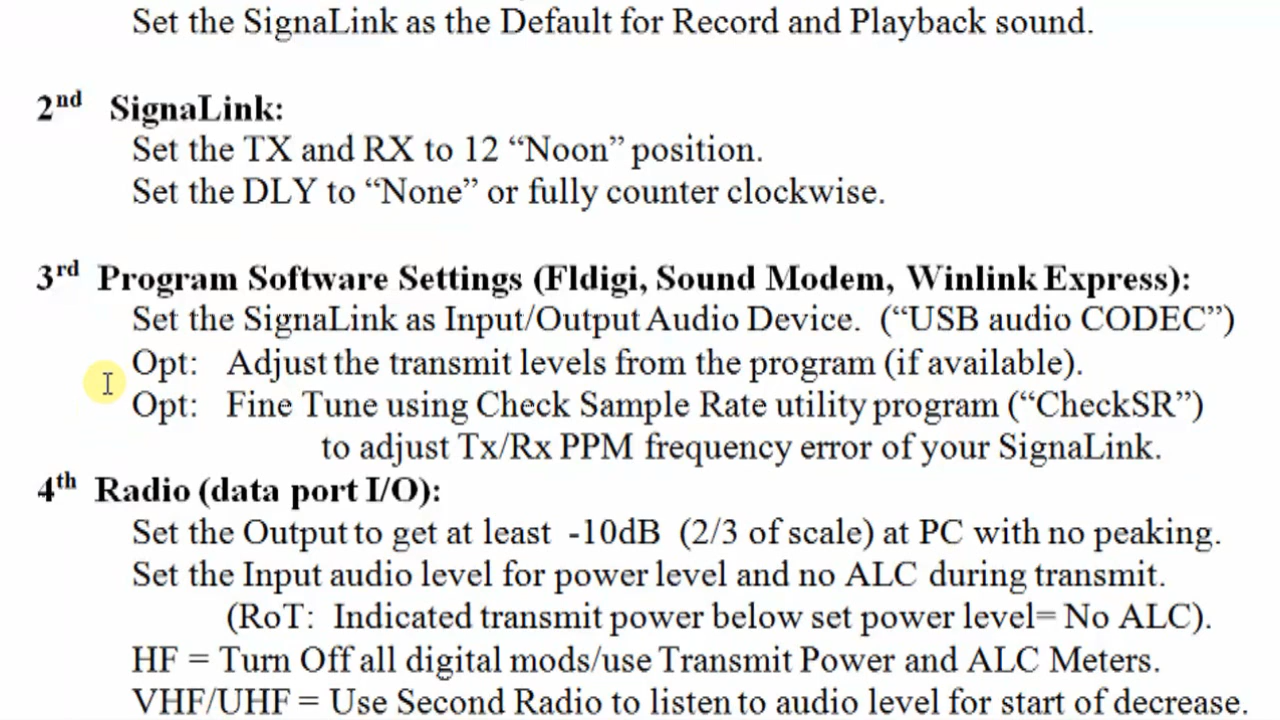 Set the SignaLink as the Default for Record and Playback sound.
2nd SignaLink:
Set the TX and RX to 12 “Noon” position.
Set the DLY to “None” or fully counter clockwise.
3rd Program Software Settings (Fldigi, Sound Modem, Winlink Express):
Set the SignaLink as Input/Output Audio Device. (“USB audio CODEC”)
Opt: Adjust the transmit levels from the program (if available).
Opt: Fine Tune using Check Sample Rate utility program (“CheckSR”)
to adjust Tx/Rx PPM frequency error of your SignaLink.
4th Radio (data port I/O):
Set the Output to get at least -10dB (2/3 of scale) at PC with no peaking.
Set the Input audio level for power level and no ALC during transmit.
(RoT: Indicated transmit power below set power level= No ALC).
HF = Turn Off all digital mods/use Transmit Power and ALC Meters.
VHF/UHF = Use Second Radio to listen to audio level for start of decrease.